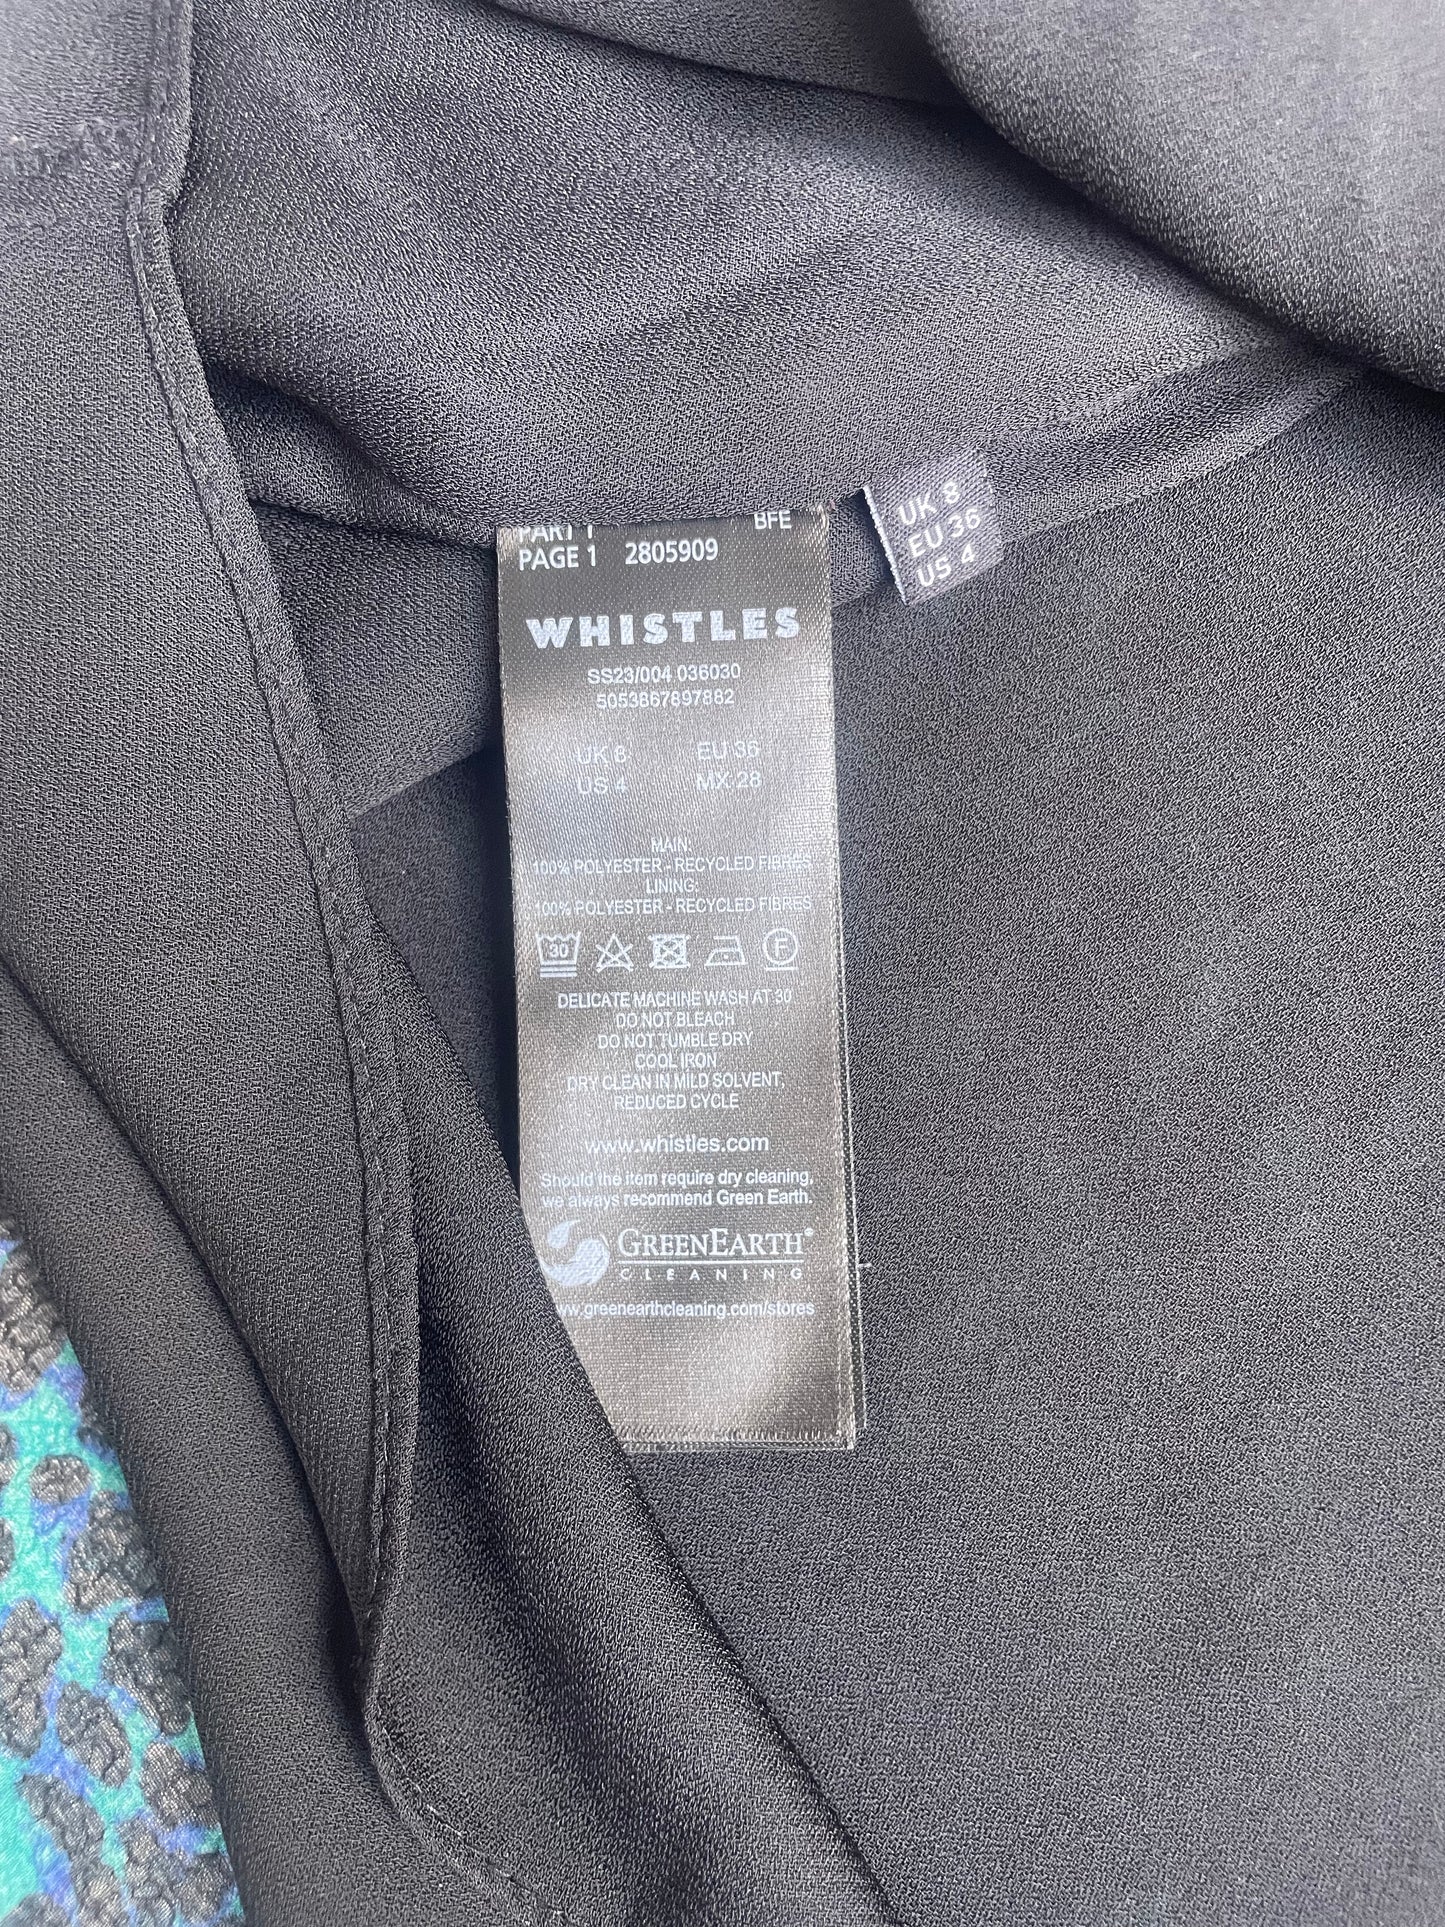 PART 1 BFE
PAGE 1 2805909
WHISTLES
SS23/004 036030
5053867897882
UK 8 EU 36
US 4 MX 28
MAIN:
100% POLYESTER - RECYCLED FIBRES
LINING:
100% POLYESTER - RECYCLED FIBRES
30 F
DELICATE MACHINE WASH AT 30
DO NOT BLEACH
DO NOT TUMBLE DRY
COOL IRON
DRY CLEAN IN MILD SOLVENT,
REDUCED CYCLE
www.whistles.com
Should the item require dry cleaning,
we always recommend Green Earth.
GREENEARTH®
CLEANING
www.greenearthcleaning.com/stores
UK 8
EU 36
US 4